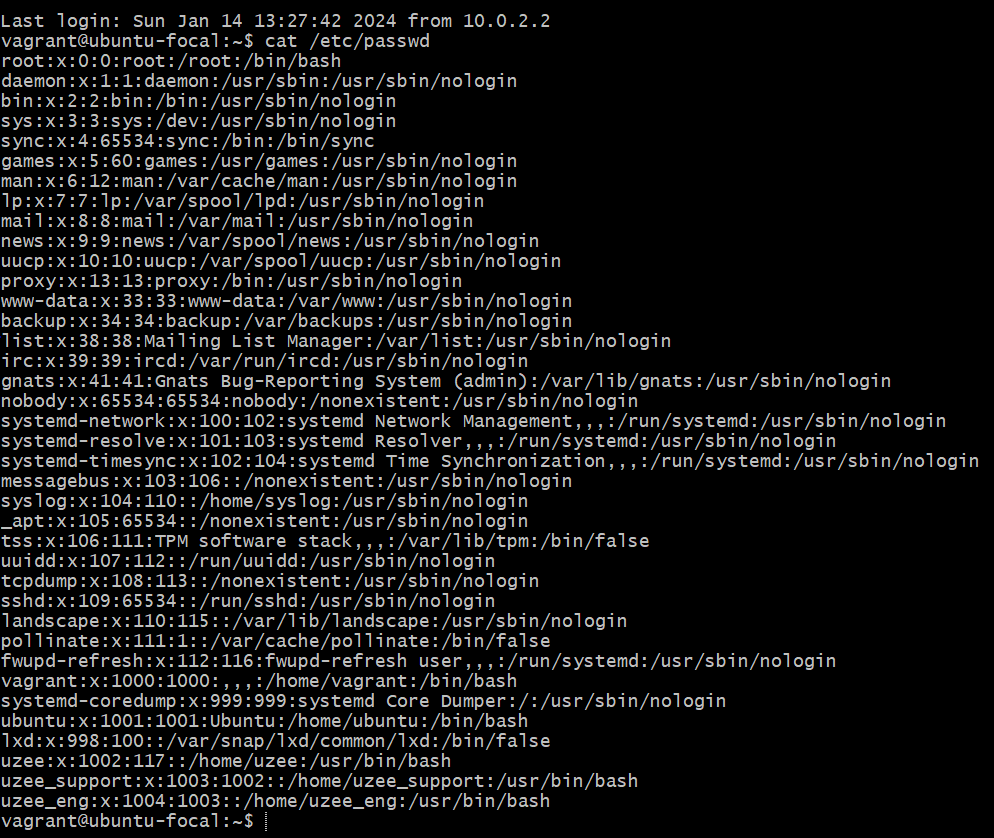 Last login: Sun Jan 14 13:27:42 2024 from 10.0.2.2
vagrant@ubuntu-focal:~$ cat /etc/passwd
root:x:0:0:root:/root:/bin/bash
daemon:x:1:1:daemon:/usr/sbin:/usr/sbin/nologin
bin:x:2:2:bin:/bin:/usr/sbin/nologin
sys:x:3:3:sys:/dev:/usr/sbin/nologin
sync:x:4:65534:sync:/bin:/bin/sync
games:x:5:60:games:/usr/games:/usr/sbin/nologin
man:x:6:12:man:/var/cache/man:/usr/sbin/nologin
lp:x:7:7:lp:/var/spool/lpd:/usr/sbin/nologin
mail:x:8:8:mail:/var/mail:/usr/sbin/nologin
news:x:9:9:news:/var/spool/news:/usr/sbin/nologin
uucp:x:10:10:uucp:/var/spool/uucp:/usr/sbin/nologin
proxy:x:13:13:proxy:/bin:/usr/sbin/nologin
www-data:x:33:33:www-data:/var/www:/usr/sbin/nologin
backup:x:34:34:backup:/var/backups:/usr/sbin/nologin
list:x:38:38:Mailing List Manager:/var/list:/usr/sbin/nologin
irc:x:39:39:ircd:/var/run/ircd:/usr/sbin/nologin
gnats:x:41:41:Gnats Bug-Reporting System (admin):/var/lib/gnats:/usr/sbin/nologin
nobody:x:65534:65534:nobody:/nonexistent:/usr/sbin/nologin
systemd-network:x:100:102:systemd Network Management,,,:/run/systemd:/usr/sbin/nologin
systemd-resolve:x:101:103:systemd Resolver,,,:/run/systemd:/usr/sbin/nologin
systemd-timesync:x:102:104:systemd Time Synchronization,,,:/run/systemd:/usr/sbin/nologin
messagebus:x:103:106::/nonexistent:/usr/sbin/nologin
syslog:x:104:110::/home/syslog:/usr/sbin/nologin
_apt:x:105:65534::/nonexistent:/usr/sbin/nologin
tss:x:106:111:TPM software stack,,,:/var/lib/tpm:/bin/false
uuidd:x:107:112::/run/uuidd:/usr/sbin/nologin
tcpdump:x:108:113::/nonexistent:/usr/sbin/nologin
sshd:x:109:65534::/run/sshd:/usr/sbin/nologin
landscape:x:110:115::/var/lib/landscape:/usr/sbin/nologin
pollinate:x:111:1::/var/cache/pollinate:/bin/false
fwupd-refresh:x:112:116:fwupd-refresh user,,,:/run/systemd:/usr/sbin/nologin
vagrant:x:1000:1000:,,,:/home/vagrant:/bin/bash
systemd-coredump:x:999:999:systemd Core Dumper:/:/usr/sbin/nologin
ubuntu:x:1001:1001:Ubuntu:/home/ubuntu:/bin/bash
lxd:x:998:100::/var/snap/lxd/common/lxd:/bin/false
uzee:x:1002:117::/home/uzee:/usr/bin/bash
uzee_support:x:1003:1002::/home/uzee_support:/usr/bin/bash
uzee_eng:x:1004:1003::/home/uzee_eng:/usr/bin/bash
vagrant@ubuntu-focal:~$